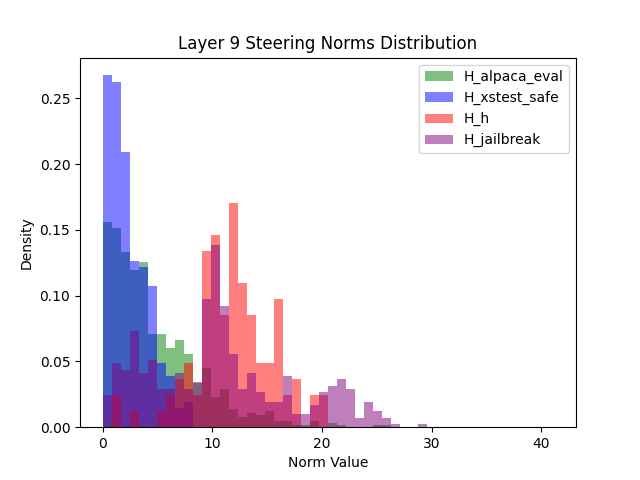 Layer 9 Steering Norms Distribution
H_alpaca_eval
H_xstest_safe
H_h
H_jailbreak
Density
0.25
0.20
0.15
0.10
0.05
0.00
0 10 20 30 40
Norm Value